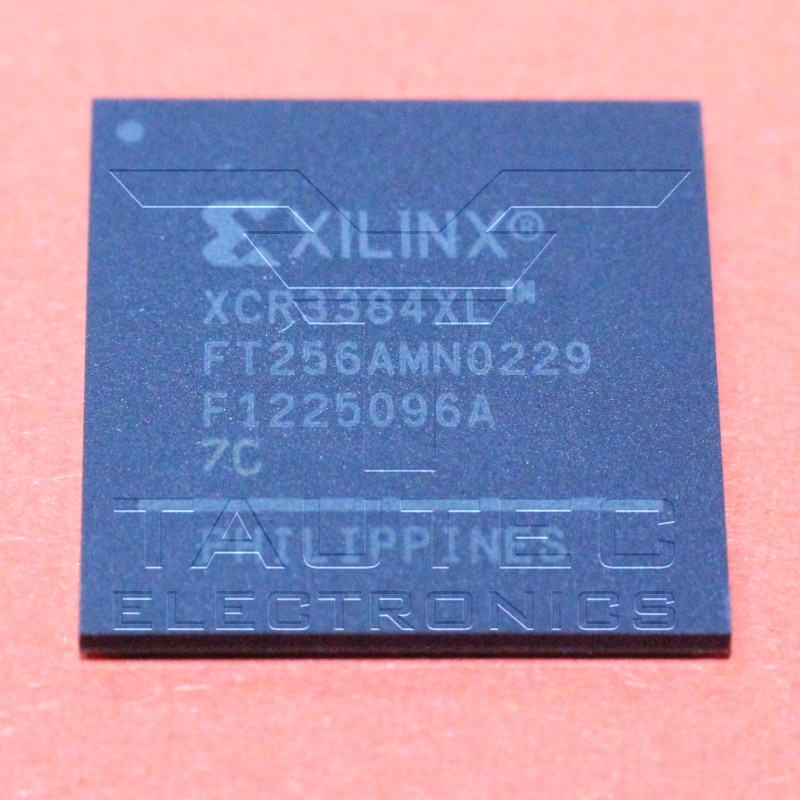 XILINX®
XCR3384XL™
FT256AMN0229
F1225096A
7C
PHILIPPINES
TAUTEC
ELECTRONICS